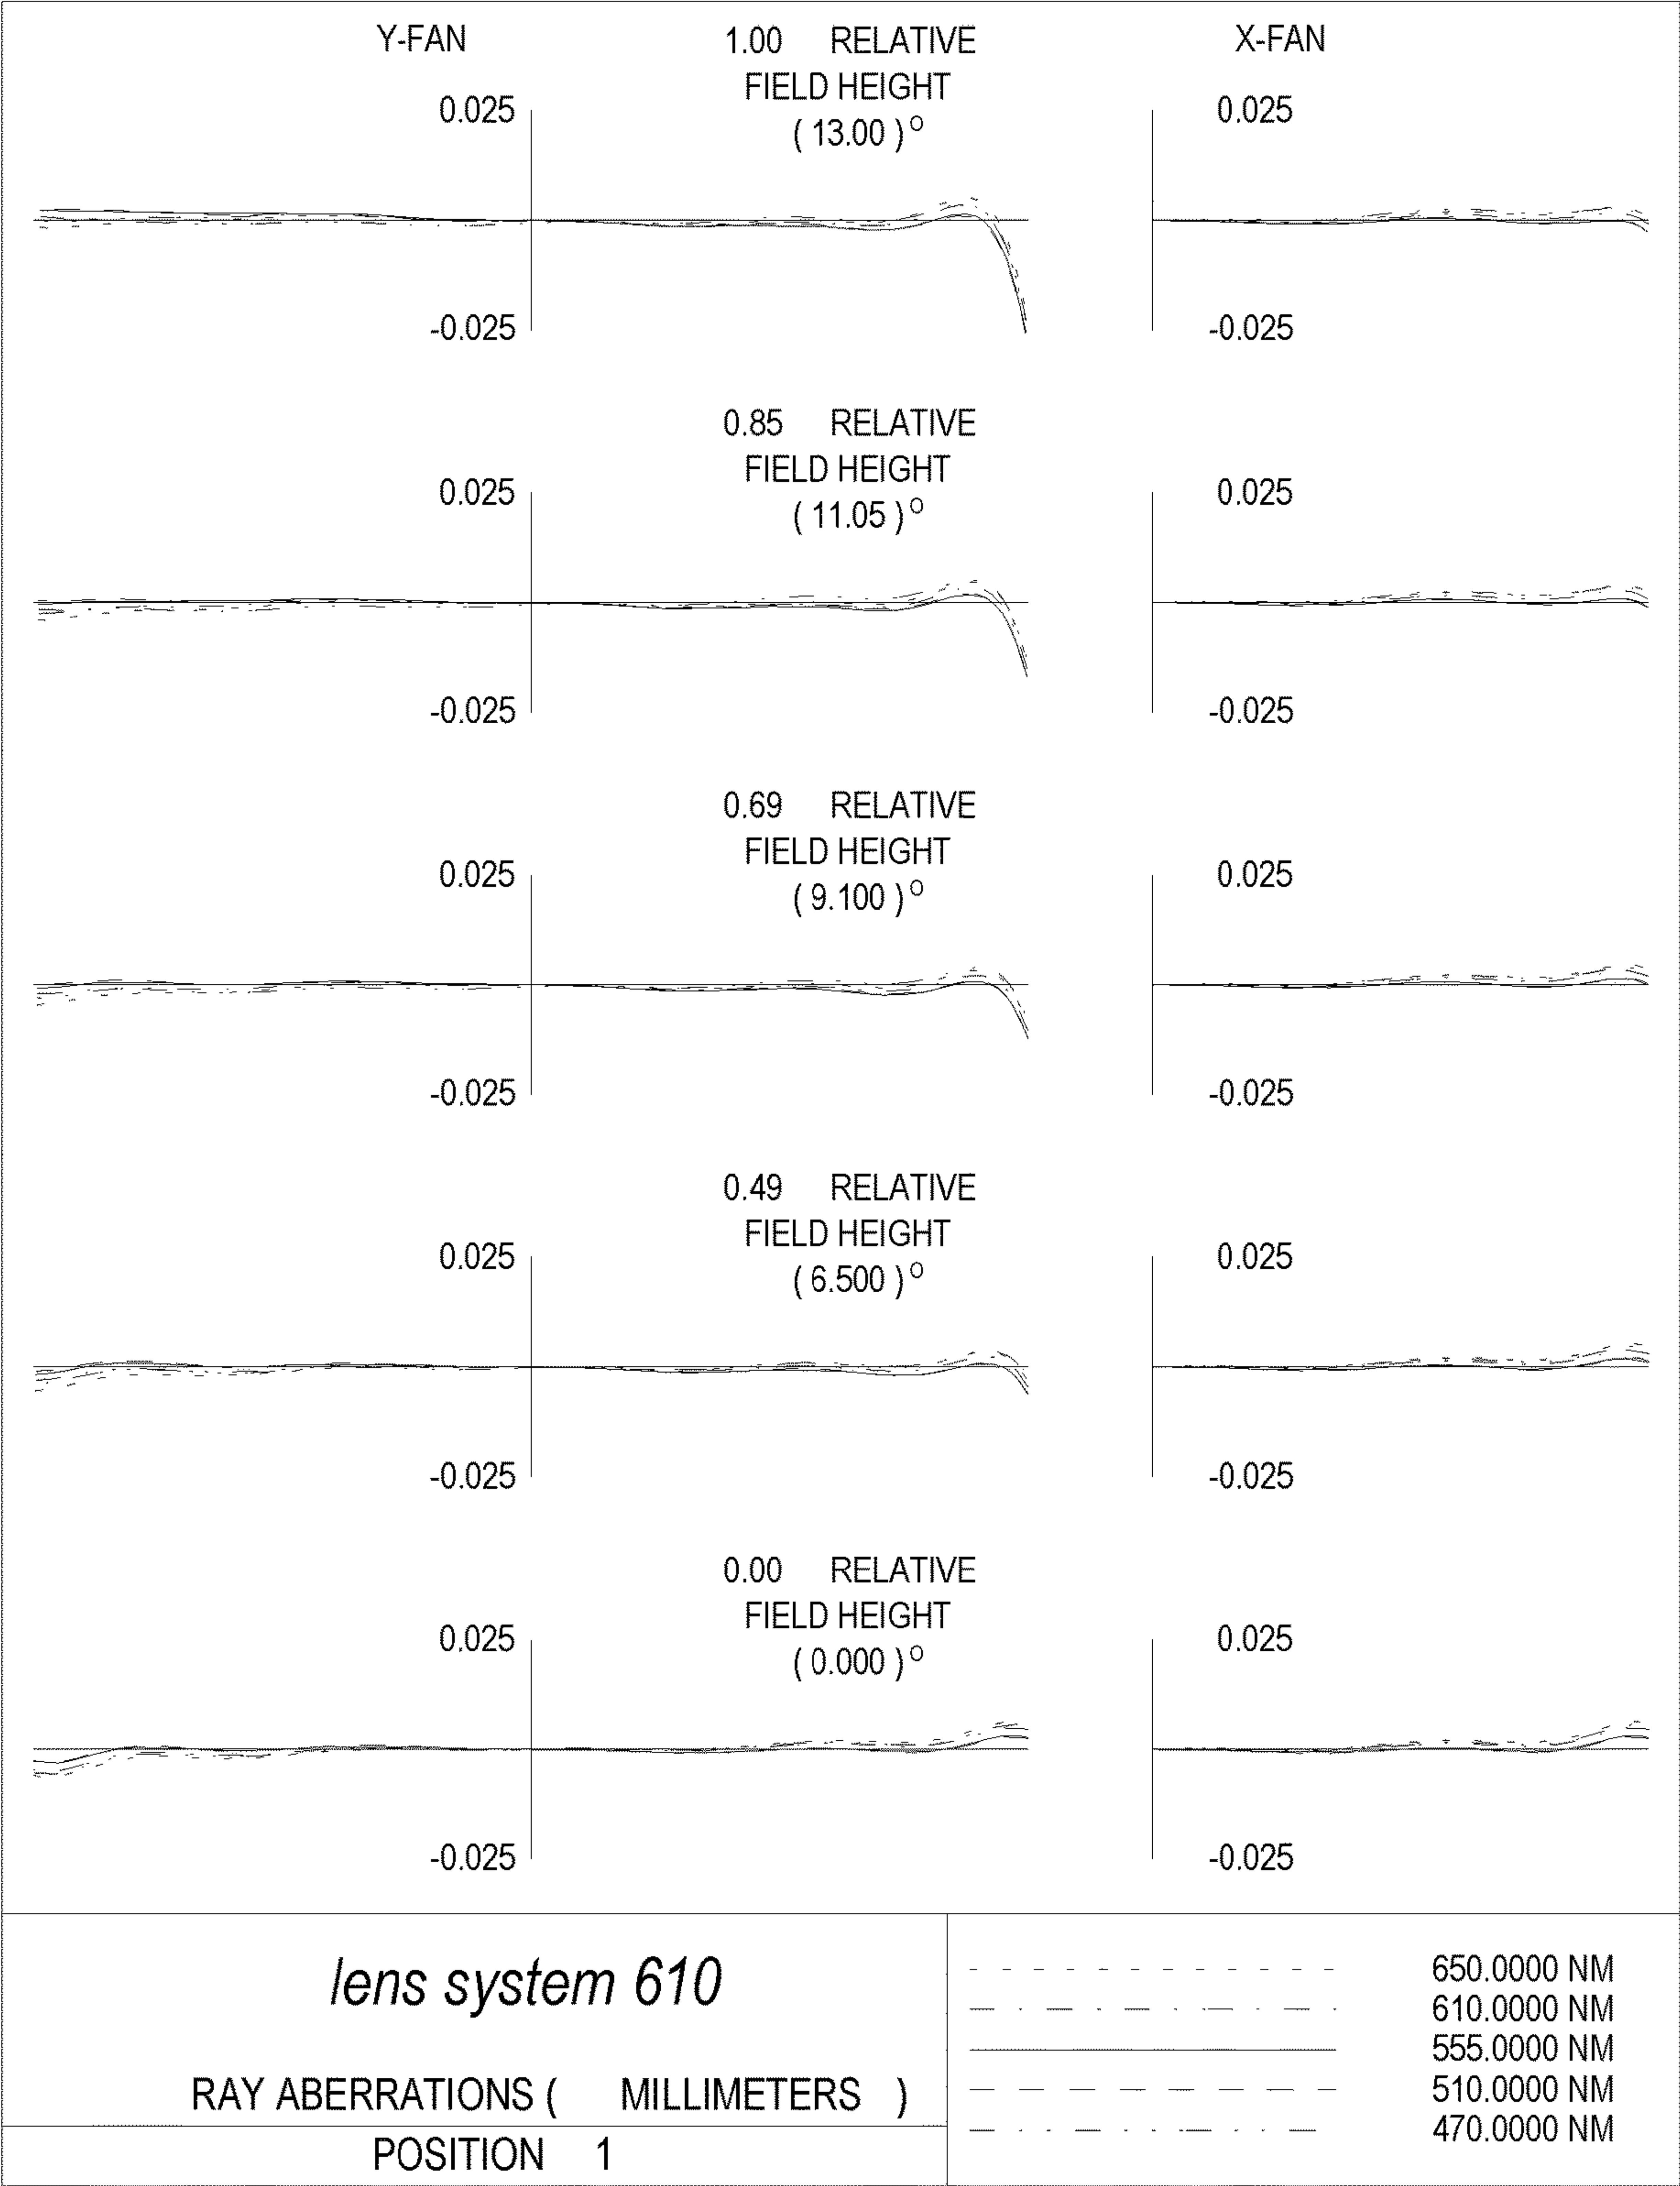 Y-FAN 1.00 RELATIVE X-FAN
FIELD HEIGHT
0.025 ( 13.00 )° 0.025
-0.025 -0.025
0.85 RELATIVE
FIELD HEIGHT
0.025 ( 11.05 )° 0.025
-0.025 -0.025
0.69 RELATIVE
FIELD HEIGHT
0.025 ( 9.100 )° 0.025
-0.025 -0.025
0.49 RELATIVE
FIELD HEIGHT
0.025 ( 6.500 )° 0.025
-0.025 -0.025
0.00 RELATIVE
FIELD HEIGHT
0.025 ( 0.000 )° 0.025
-0.025 -0.025
lens system 610
RAY ABERRATIONS ( MILLIMETERS )
POSITION 1
650.0000 NM
610.0000 NM
555.0000 NM
510.0000 NM
470.0000 NM